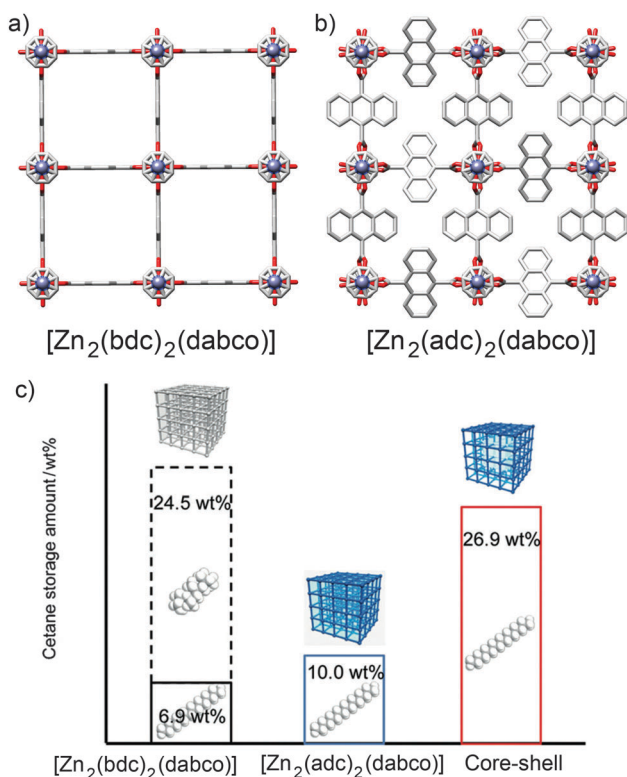 a)
b)
[Zn₂(bdc)₂(dabco)]
[Zn₂(adc)₂(dabco)]
c)
Cetane storage amount/wt%
24.5 wt%
6.9 wt%
10.0 wt%
26.9 wt%
[Zn₂(bdc)₂(dabco)]
[Zn₂(adc)₂(dabco)]
Core-shell